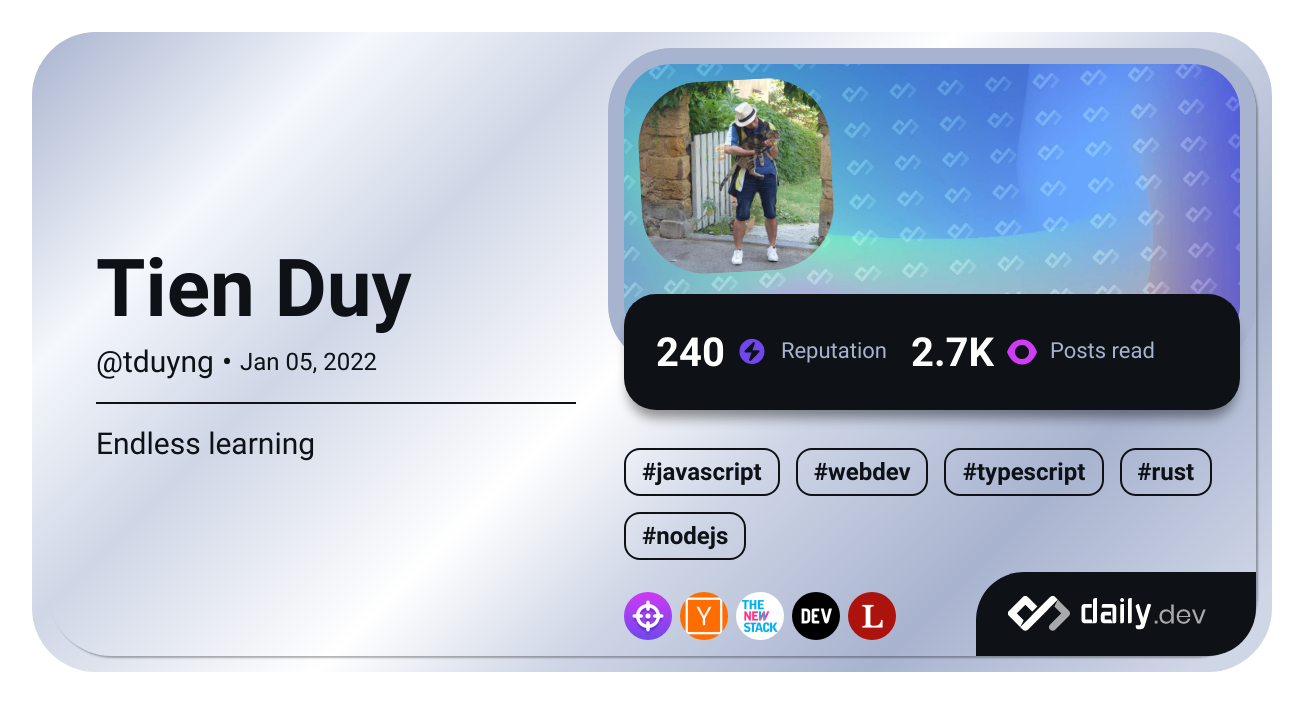 Tien Duy
@tduyng • Jan 05, 2022
Endless learning
240 Reputation 2.7K Posts read
#javascript #webdev #typescript #rust
#nodejs
Y THE NEW STACK DEV L
daily.dev